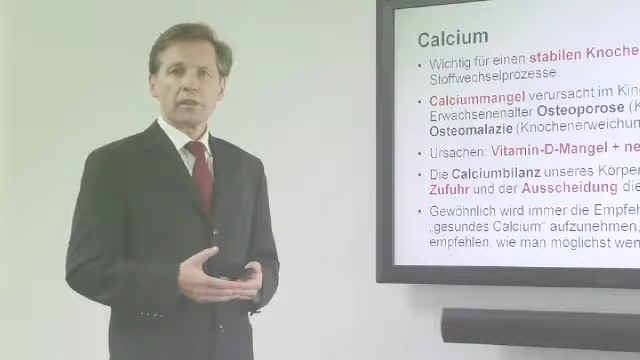 Calcium
• Wichtig für einen stabilen Knoche
Stoffwechselprozesse
• Calciummangel verursacht im Kin
Erwachsenenalter Osteoporose (K
Osteomalazie (Knochenerweichun
• Ursachen: Vitamin-D-Mangel + ne
• Die Calciumbilanz unseres Körper
Zufuhr und der Ausscheidung die
• Gewöhnlich wird immer die Empfeh
„gesundes Calcium“ aufzunehmen,
empfehlen, wie man möglichst wen